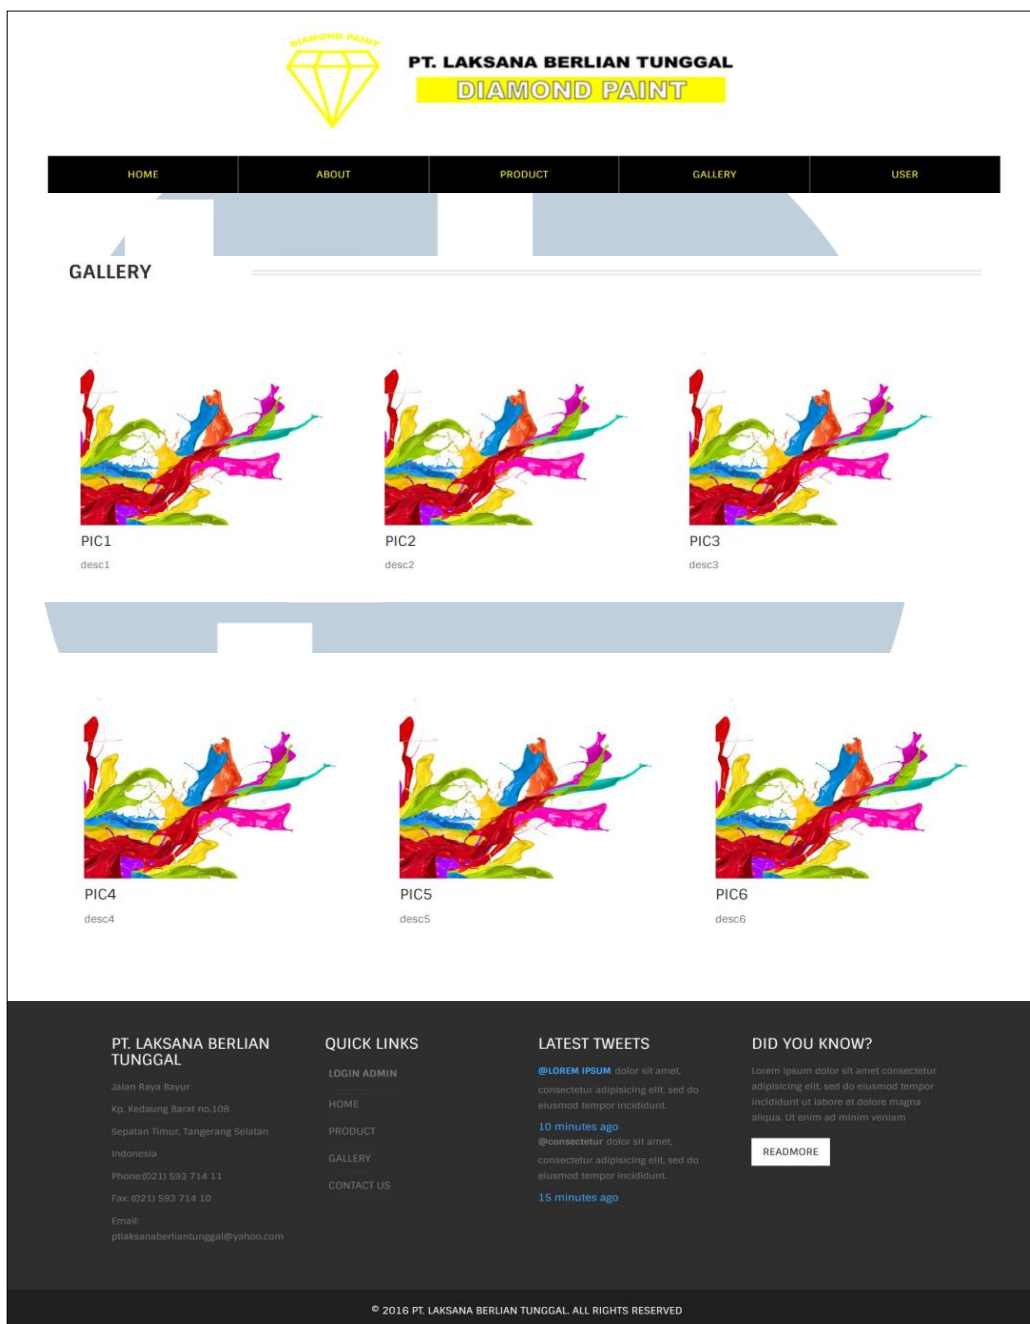 DIAMOND PAINT
PT. LAKSANA BERLIAN TUNGGAL
DIAMOND PAINT
HOME ABOUT PRODUCT GALLERY USER
GALLERY
PIC1 PIC2 PIC3
desc1 desc2 desc3
PIC4 PIC5 PIC6
desc4 desc5 desc6
PT. LAKSANA BERLIAN
TUNGGAL
Jalan Raya Bayur
Kp. Kedaung Barat no.108
Sepatan Timur, Tangerang Selatan
Indonesia
Phone:(021) 593 714 11
Fax: (021) 593 714 10
Email:
ptlaksanaberliantunggal@yahoo.com
QUICK LINKS
LOGIN ADMIN
HOME
PRODUCT
GALLERY
CONTACT US
LATEST TWEETS
@LOREM IPSUM dolor sit amet,
consectetur adipisicing elit, sed do
eiusmod tempor incididunt.
10 minutes ago
@consectetur dolor sit amet,
consectetur adipisicing elit, sed do
eiusmod tempor incididunt.
15 minutes ago
DID YOU KNOW?
Lorem ipsum dolor sit amet consectetur
adipisicing elit, sed do eiusmod tempor
incididunt ut labore et dolore magna
aliqua. Ut enim ad minim veniam
READMORE
© 2016 PT. LAKSANA BERLIAN TUNGGAL. ALL RIGHTS RESERVED